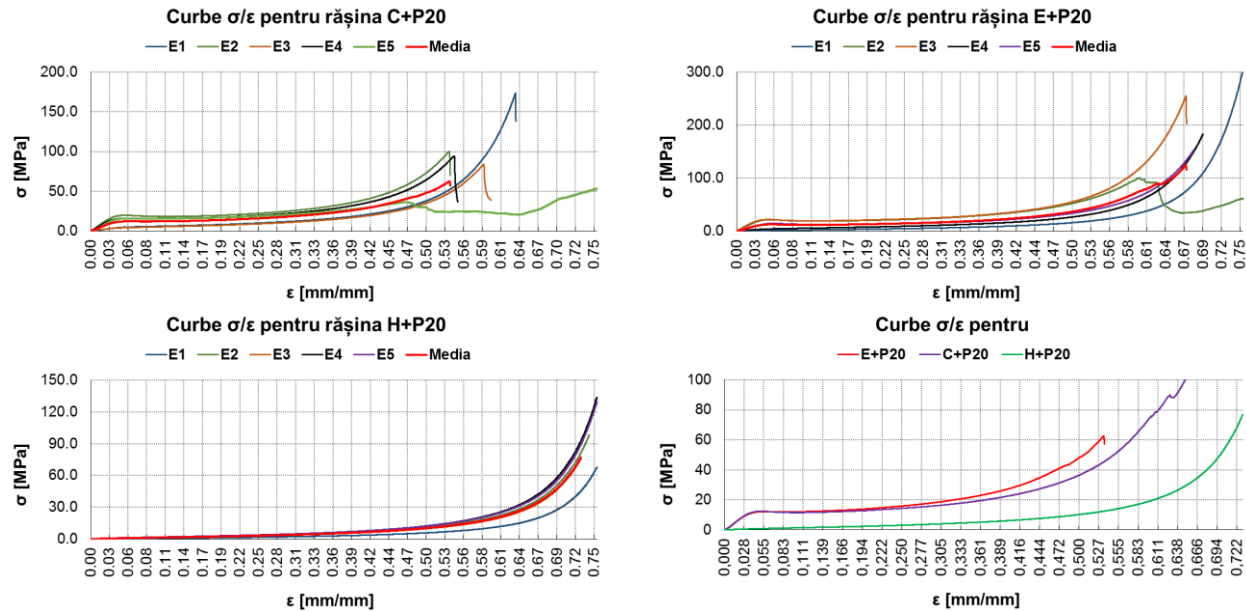 Curbe σ/ε pentru rășina C+P20
E1 E2 E3 E4 E5 Media
200.0
150.0
100.0
50.0
0.0
σ [MPa]
0.00 0.03 0.06 0.08 0.11 0.14 0.17 0.19 0.22 0.25 0.28 0.30 0.33 0.36 0.39 0.42 0.44 0.47 0.50 0.53 0.55 0.58 0.61 0.64 0.67 0.69 0.72 0.75
ε [mm/mm]
Curbe σ/ε pentru rășina E+P20
E1 E2 E3 E4 E5 Media
300.0
200.0
100.0
0.0
σ [MPa]
0.00 0.03 0.06 0.08 0.11 0.14 0.17 0.19 0.22 0.25 0.28 0.30 0.33 0.36 0.39 0.42 0.44 0.47 0.50 0.53 0.55 0.58 0.61 0.64 0.67 0.69 0.72 0.75
ε [mm/mm]
Curbe σ/ε pentru rășina H+P20
E1 E2 E3 E4 E5 Media
150.0
120.0
90.0
60.0
30.0
0.0
σ [MPa]
0.00 0.03 0.06 0.08 0.11 0.14 0.17 0.19 0.22 0.25 0.28 0.30 0.33 0.36 0.39 0.42 0.44 0.47 0.50 0.53 0.55 0.58 0.61 0.64 0.67 0.69 0.72 0.75
ε [mm/mm]
Curbe σ/ε pentru
E+P20 C+P20 H+P20
100
80
60
40
20
0
σ [MPa]
0.000 0.028 0.055 0.083 0.111 0.139 0.166 0.194 0.222 0.250 0.277 0.305 0.333 0.361 0.389 0.416 0.444 0.472 0.500 0.527 0.555 0.583 0.611 0.638 0.666 0.694 0.722
ε [mm/mm]